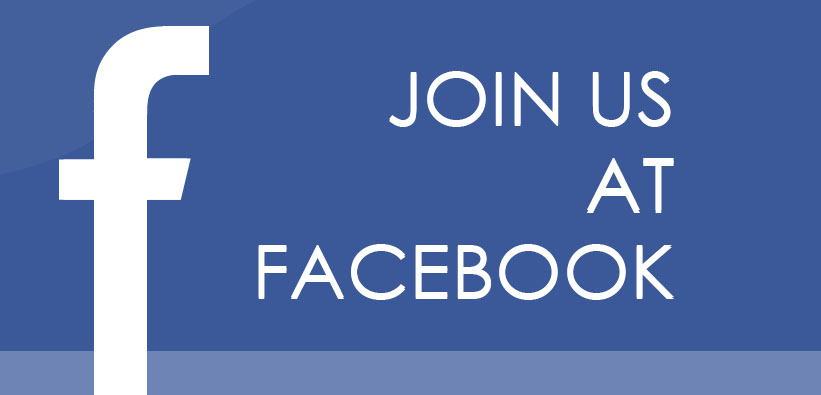 f
JOIN US
AT
FACEBOOK